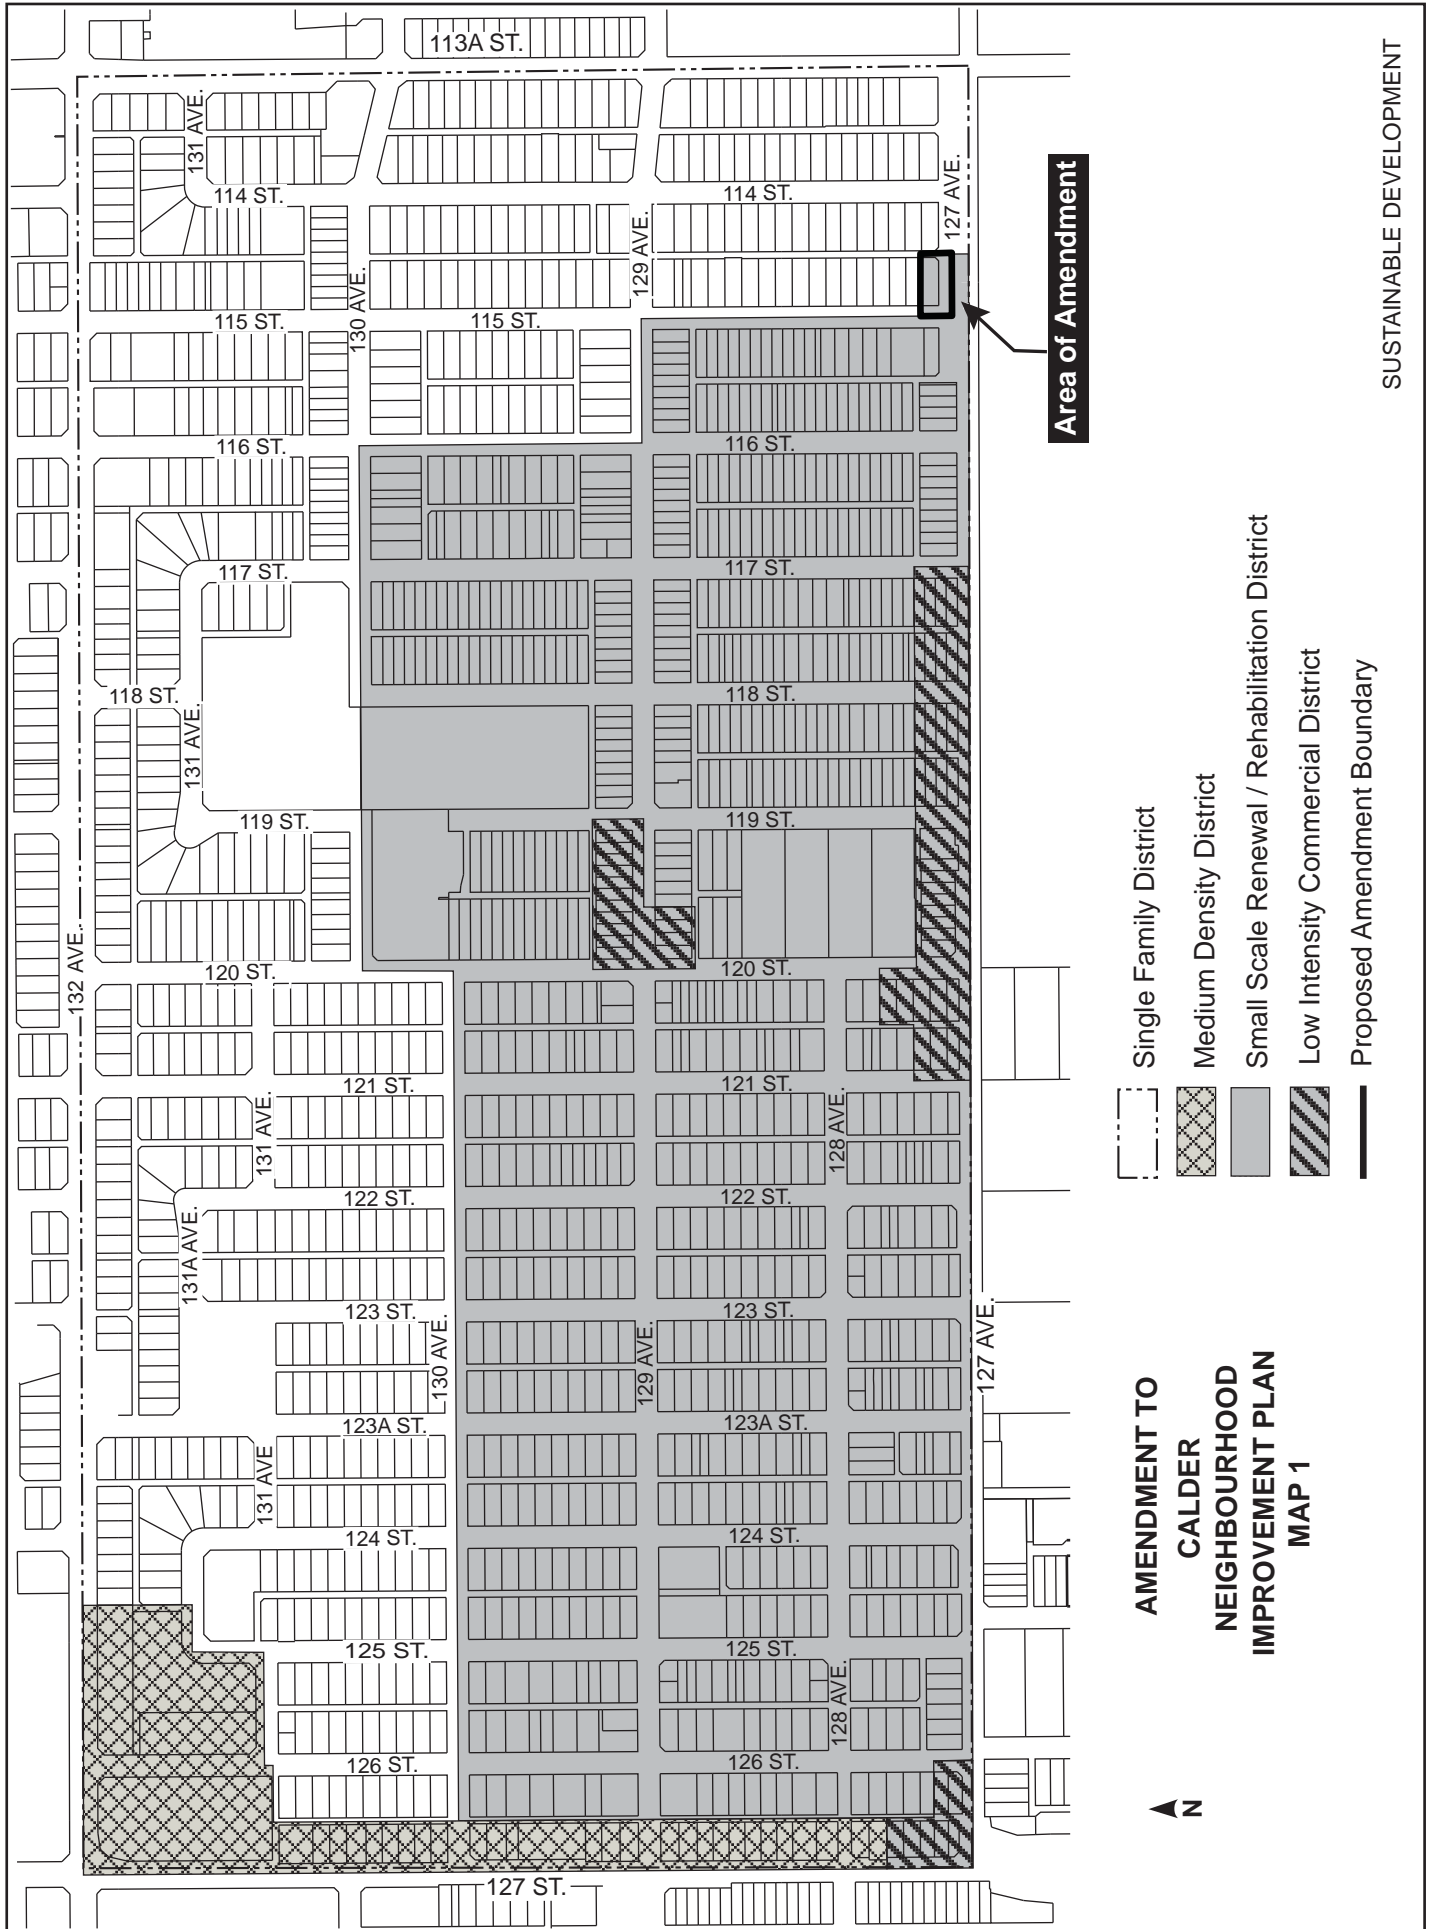 113A ST.
131 AVE.
114 ST.
114 ST.
127 AVE.
129 AVE.
130 AVE.
115 ST.
115 ST.
Area of Amendment
116 ST.
116 ST.
117 ST.
117 ST.
118 ST.
118 ST.
131 AVE.
119 ST.
119 ST.
132 AVE.
120 ST.
120 ST.
121 ST.
121 ST.
131 AVE.
128 AVE.
122 ST.
122 ST.
131A AVE.
123 ST.
123 ST.
130 AVE.
129 AVE.
127 AVE.
123A ST.
123A ST.
131 AVE
124 ST.
124 ST.
125 ST.
125 ST.
128 AVE.
126 ST.
126 ST.
127 ST.
AMENDMENT TO
CALDER
NEIGHBOURHOOD
IMPROVEMENT PLAN
MAP 1
N
Single Family District
Medium Density District
Small Scale Renewal / Rehabilitation District
Low Intensity Commercial District
Proposed Amendment Boundary
SUSTAINABLE DEVELOPMENT